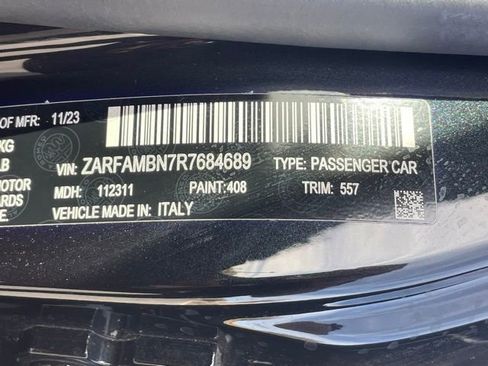 OF MFR: 11/23
KG
LB
VIN: ZARFAMBN7R7684689 TYPE: PASSENGER CAR
MOTOR MDH: 112311 PAINT: 408 TRIM: 557
VEHICLE MADE IN: ITALY